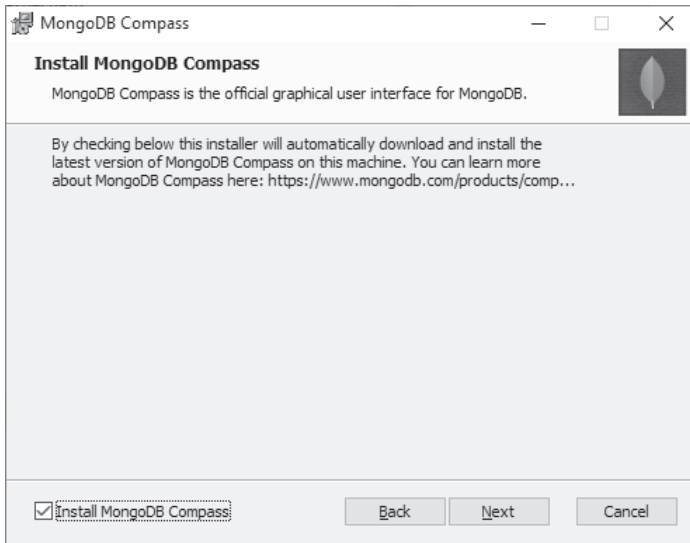 MongoDB Compass
Install MongoDB Compass
MongoDB Compass is the official graphical user interface for MongoDB.
By checking below this installer will automatically download and install the
latest version of MongoDB Compass on this machine. You can learn more
about MongoDB Compass here: https://www.mongodb.com/products/comp...
Install MongoDB Compass
Back
Next
Cancel